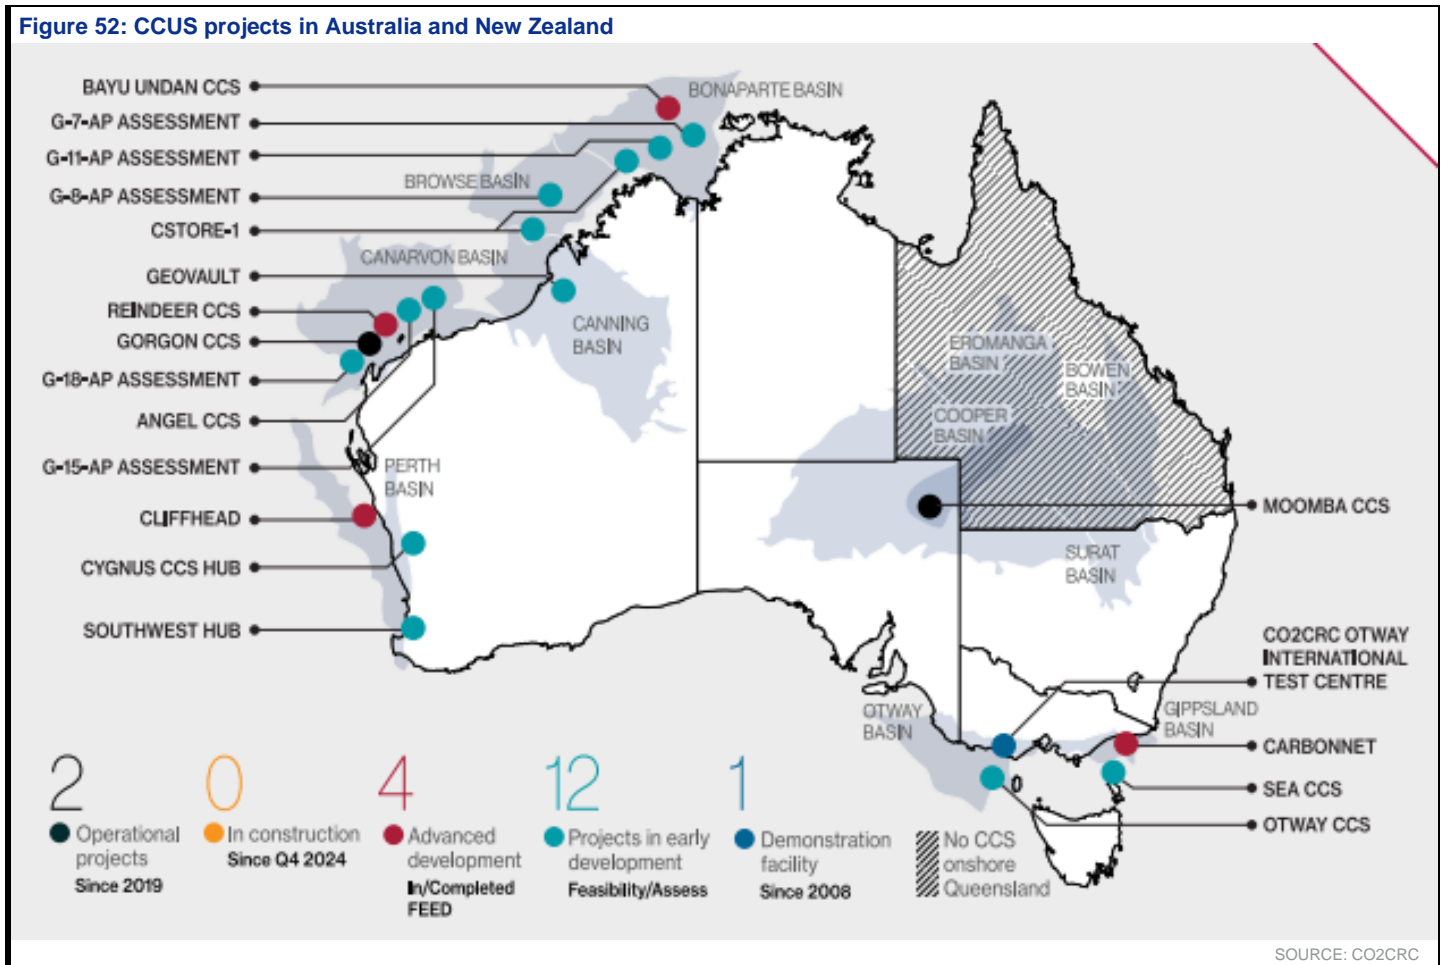 Figure 52: CCUS projects in Australia and New Zealand
BAYU UNDAN CCS
G-7-AP ASSESSMENT
G-11-AP ASSESSMENT
G-8-AP ASSESSMENT
CSTORE-1
GEOVAULT
REINDEER CCS
GORGON CCS
G-18-AP ASSESSMENT
ANGEL CCS
G-15-AP ASSESSMENT
CLIFFHEAD
CYGNUS CCS HUB
SOUTHWEST HUB
BONAPARTE BASIN
BROWSE BASIN
CANARVON BASIN
CANNING
BASIN
PERTH
BASIN
EROMANGA
BASIN
BOWEN
BASIN
COOPER
BASIN
SURAT
BASIN
OTWAY
BASIN
GIPPSLAND
BASIN
MOOMBA CCS
CO2CRC OTWAY
INTERNATIONAL
TEST CENTRE
CARBONNET
SEA CCS
OTWAY CCS
2
Operational
projects
Since 2019
0
In construction
Since Q4 2024
4
Advanced
development
In/Completed
FEED
12
Projects in early
development
Feasibility/Assess
1
Demonstration
facility
Since 2008
No CCS
onshore
Queensland
SOURCE: CO2CRC